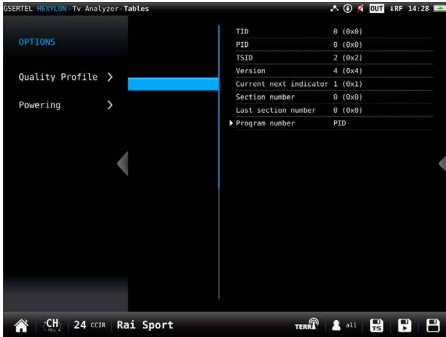 GSERTEL HEXYLON Tv Analyzer Tables OUT RF 14:28
OPTIONS
Quality Profile >
Powering >
TID 0 (0x0)
PID 0 (0x0)
TSID 2 (0x2)
Version 4 (0x4)
Current next indicator 1 (0x1)
Section number 0 (0x0)
Last section number 0 (0x0)
Program number PID
CH 24 CCIR Rai Sport TERR all TS